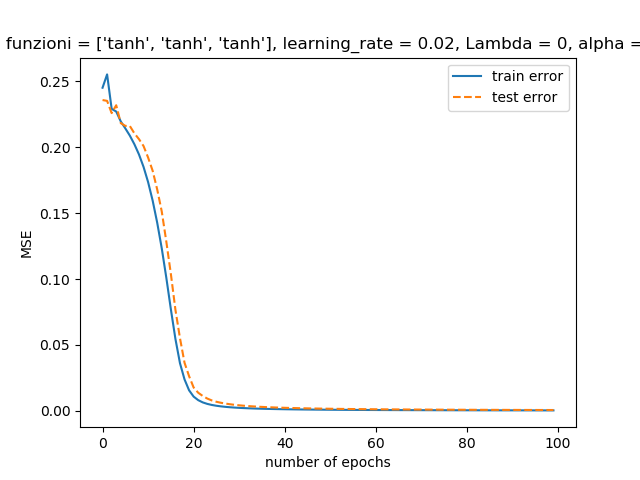 funzioni = ['tanh', 'tanh', 'tanh'], learning_rate = 0.02, Lambda = 0, alpha =
train error
test error
0.25
0.20
0.15
0.10
0.05
0.00
MSE
0 20 40 60 80 100
number of epochs